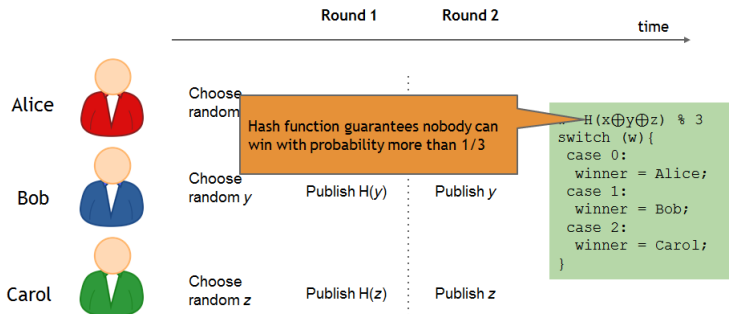 Round 1 Round 2
time
Alice
Choose
random
Hash function guarantees nobody can
win with probability more than 1/3
H(x⊕y⊕z) % 3
switch (w){
case 0:
winner = Alice;
case 1:
winner = Bob;
case 2:
winner = Carol;
}
Bob
Choose
random y
Publish H(y)
Publish y
Carol
Choose
random z
Publish H(z)
Publish z